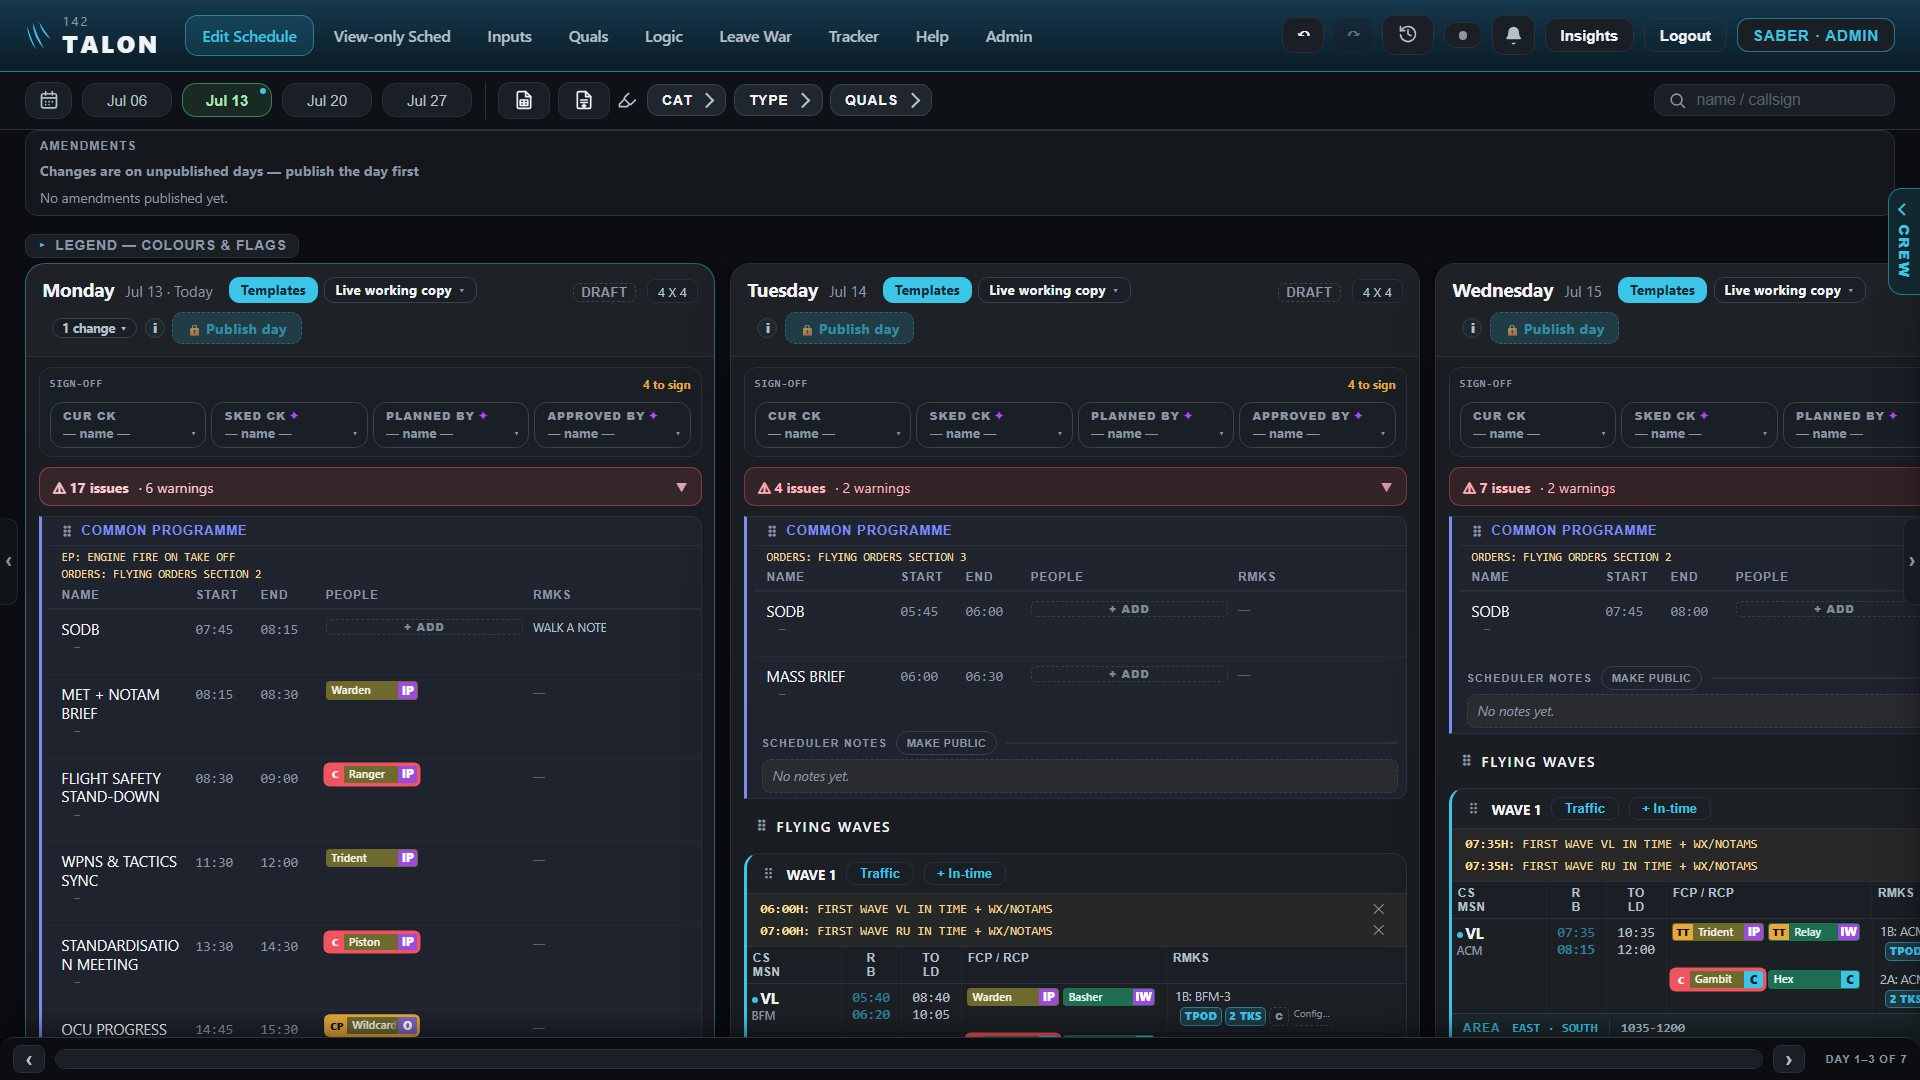 142
TALON
Edit Schedule
View-only Sched
Inputs
Quals
Logic
Leave War
Tracker
Help
Admin
Insights
Logout
SABER · ADMIN
Jul 06
Jul 13
Jul 20
Jul 27
CAT
TYPE
QUALS
name / callsign
AMENDMENTS
Changes are on unpublished days — publish the day first
No amendments published yet.
LEGEND — COLOURS & FLAGS
CREW
Monday Jul 13 · Today
Templates
Live working copy
DRAFT
4 X 4
1 change
i
Publish day
SIGN-OFF
4 to sign
CUR CK
— name —
SKED CK
— name —
PLANNED BY
— name —
APPROVED BY
— name —
17 issues · 6 warnings
COMMON PROGRAMME
EP: ENGINE FIRE ON TAKE OFF
ORDERS: FLYING ORDERS SECTION 2
NAME START END PEOPLE RMKS
SODB 07:45 08:15 + ADD WALK A NOTE
—
MET + NOTAM BRIEF 08:15 08:30 Warden IP —
—
FLIGHT SAFETY STAND-DOWN 08:30 09:00 C Ranger IP —
—
WPNS & TACTICS SYNC 11:30 12:00 Trident IP —
—
STANDARDISATIO
N MEETING 13:30 14:30 C Piston IP —
—
OCU PROGRESS 14:45 15:30 CP Wildcard O —
Tuesday Jul 14
Templates
Live working copy
DRAFT
4 X 4
i
Publish day
SIGN-OFF
4 to sign
CUR CK
— name —
SKED CK
— name —
PLANNED BY
— name —
APPROVED BY
— name —
4 issues · 2 warnings
COMMON PROGRAMME
ORDERS: FLYING ORDERS SECTION 3
NAME START END PEOPLE RMKS
SODB 05:45 06:00 + ADD —
—
MASS BRIEF 06:00 06:30 + ADD —
—
SCHEDULER NOTES MAKE PUBLIC
No notes yet.
FLYING WAVES
WAVE 1 Traffic + In-time
06:00H: FIRST WAVE VL IN TIME + WX/NOTAMS
07:00H: FIRST WAVE RU IN TIME + WX/NOTAMS
CS R TO FCP / RCP RMKS
MSN B LD
VL 05:40 08:40 Warden IP Basher IW 1B: BFM-3
BFM 06:20 10:05 TPOD 2 TKS C Config...
Wednesday Jul 15
Templates
Live working copy
i
Publish day
SIGN-OFF
CUR CK
— name —
SKED CK
— name —
PLANNED BY
— name —
7 issues · 2 warnings
COMMON PROGRAMME
ORDERS: FLYING ORDERS SECTION 2
NAME START END PEOPLE
SODB 07:45 08:00 + ADD
—
SCHEDULER NOTES MAKE PUBLIC
No notes yet.
FLYING WAVES
WAVE 1 Traffic + In-time
07:35H: FIRST WAVE VL IN TIME + WX/NOTAMS
07:35H: FIRST WAVE RU IN TIME + WX/NOTAMS
CS R TO FCP / RCP RMKS
MSN B LD
VL 07:35 10:35 TT Trident IP TT Relay IW 1B: ACM
ACM 08:15 12:00 TPOD
C Gambit C Hex C 2A: ACM
2 TKS
AREA EAST · SOUTH 1035-1200
DAY 1–3 OF 7